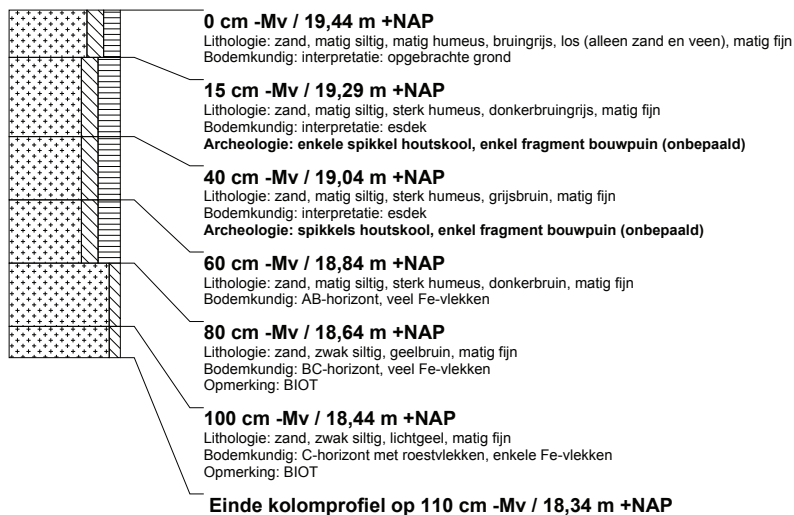 0 cm -Mv / 19,44 m +NAP
Lithologie: zand, matig siltig, matig humeus, bruingrijs, los (alleen zand en veen), matig fijn
Bodemkundig: interpretatie: opgebrachte grond
15 cm -Mv / 19,29 m +NAP
Lithologie: zand, matig siltig, sterk humeus, donkerbruingrijs, matig fijn
Bodemkundig: interpretatie: esdek
Archeologie: enkele spikkel houtskool, enkel fragment bouwpuin (onbepaald)
40 cm -Mv / 19,04 m +NAP
Lithologie: zand, matig siltig, sterk humeus, grijsbruin, matig fijn
Bodemkundig: interpretatie: esdek
Archeologie: spikkels houtskool, enkel fragment bouwpuin (onbepaald)
60 cm -Mv / 18,84 m +NAP
Lithologie: zand, matig siltig, sterk humeus, donkerbruin, matig fijn
Bodemkundig: AB-horizont, veel Fe-vlekken
80 cm -Mv / 18,64 m +NAP
Lithologie: zand, zwak siltig, geelbruin, matig fijn
Bodemkundig: BC-horizont, veel Fe-vlekken
Opmerking: BIOT
100 cm -Mv / 18,44 m +NAP
Lithologie: zand, zwak siltig, lichtgeel, matig fijn
Bodemkundig: C-horizont met roestvlekken, enkele Fe-vlekken
Opmerking: BIOT
Einde kolomprofiel op 110 cm -Mv / 18,34 m +NAP